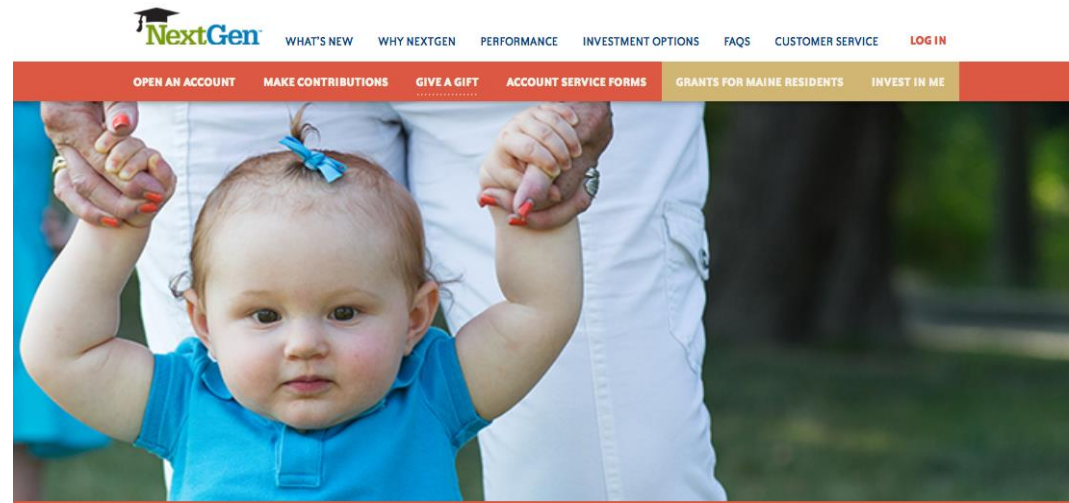 NextGen
WHAT'S NEW WHY NEXTGEN PERFORMANCE INVESTMENT OPTIONS FAQS CUSTOMER SERVICE LOG IN
OPEN AN ACCOUNT MAKE CONTRIBUTIONS GIVE A GIFT ACCOUNT SERVICE FORMS GRANTS FOR MAINE RESIDENTS INVEST IN ME